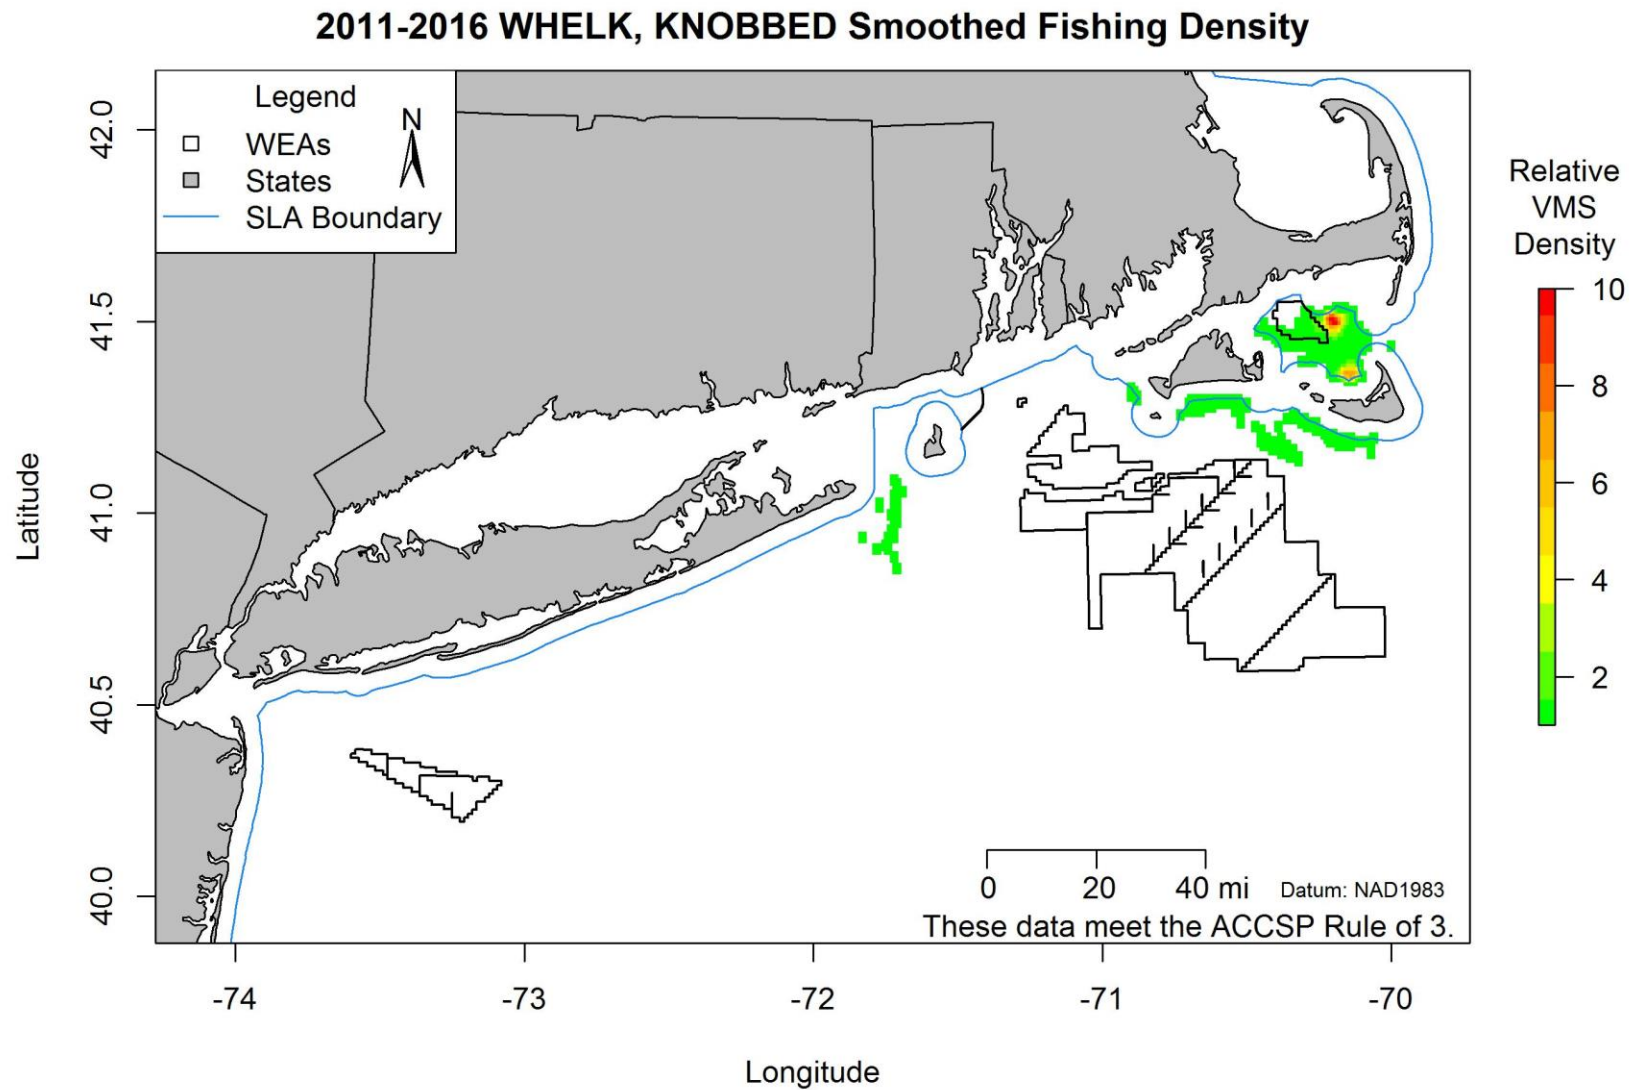 2011-2016 WHELK, KNOBBED Smoothed Fishing Density
Legend
WEAs
States
SLA Boundary
N
Relative
VMS
Density
10
8
6
4
2
Latitude
42.0
41.5
41.0
40.5
40.0
0 20 40 mi
Datum: NAD1983
These data meet the ACCSP Rule of 3.
-74 -73 -72 -71 -70
Longitude